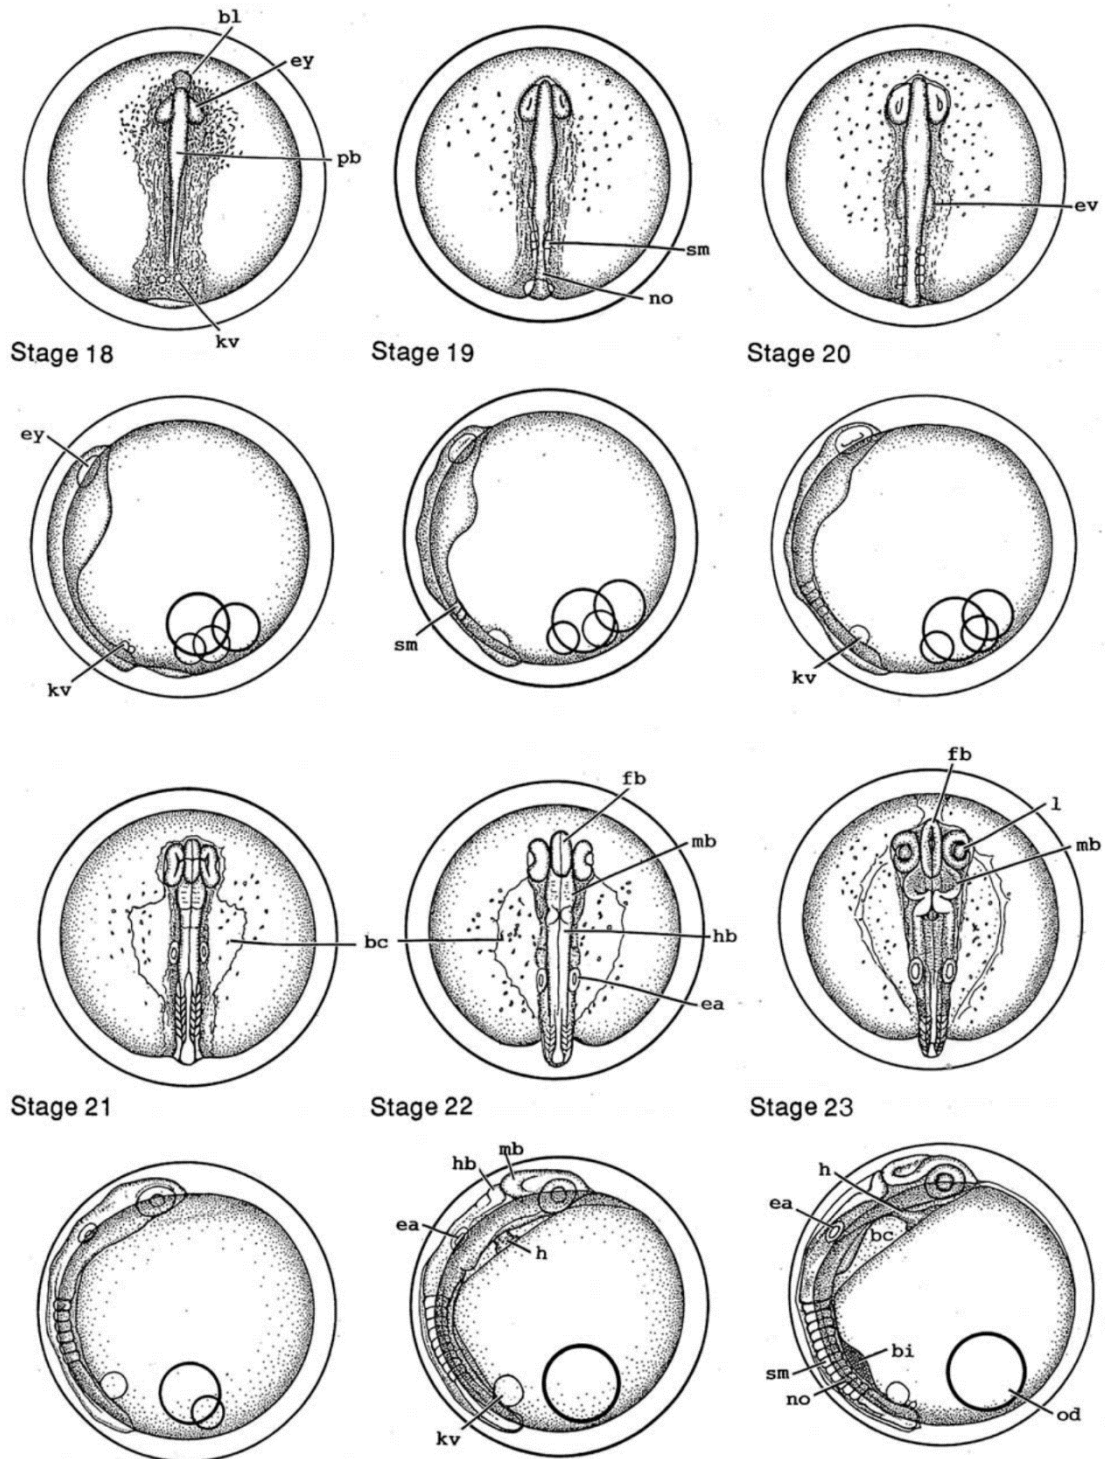 bl
ey
pb
ev
sm
no
kv
Stage 18 Stage 19 Stage 20
ey
sm
kv kv
fb
fb
l
mb mb
bc hb
ea
Stage 21 Stage 22 Stage 23
hb mb
h
ea ea
h bc
bi
sm
no
kv od